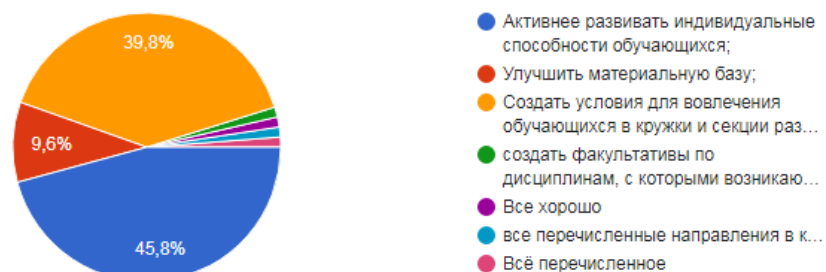 39,8%
9,6%
45,8%
Активнее развивать индивидуальные
способности обучающихся;
Улучшить материальную базу;
Создать условия для вовлечения
обучающихся в кружки и секции раз...
создать факультативы по
дисциплинам, с которыми возникаю...
Все хорошо
все перечисленные направления в к...
Всё перечисленное